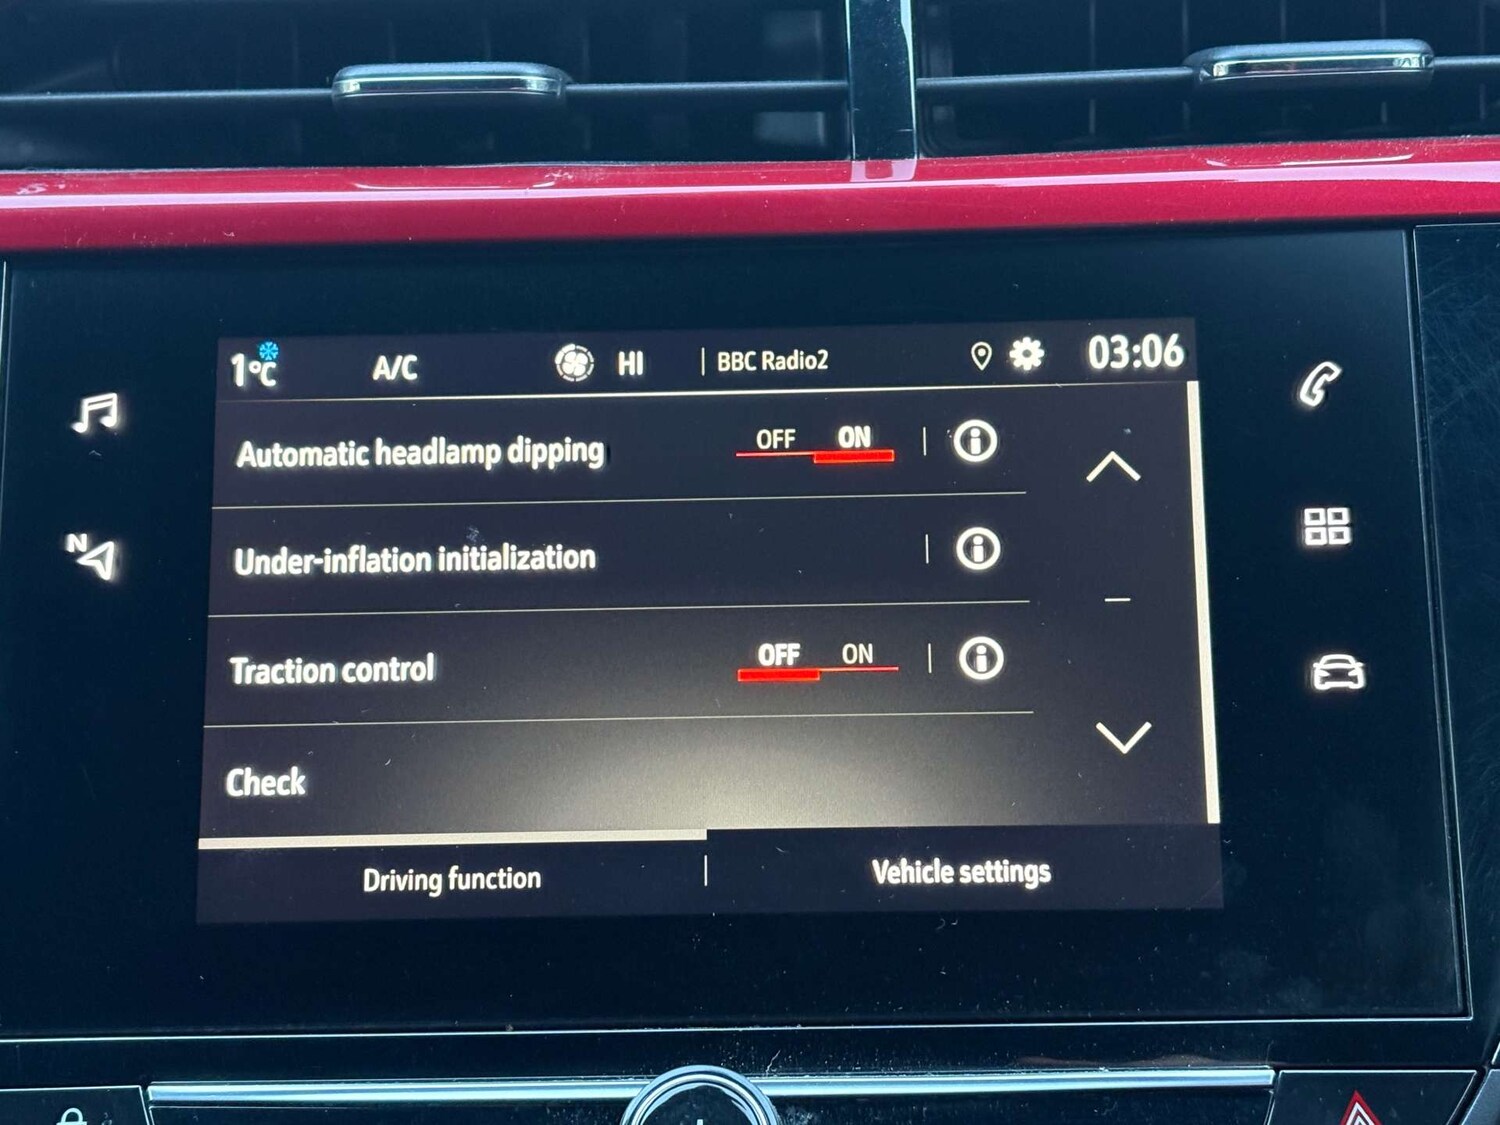 1°C A/C HI BBC Radio2 03:06
Automatic headlamp dipping OFF ON
N
Under-inflation initialization
Traction control OFF ON
Check
Driving function Vehicle settings